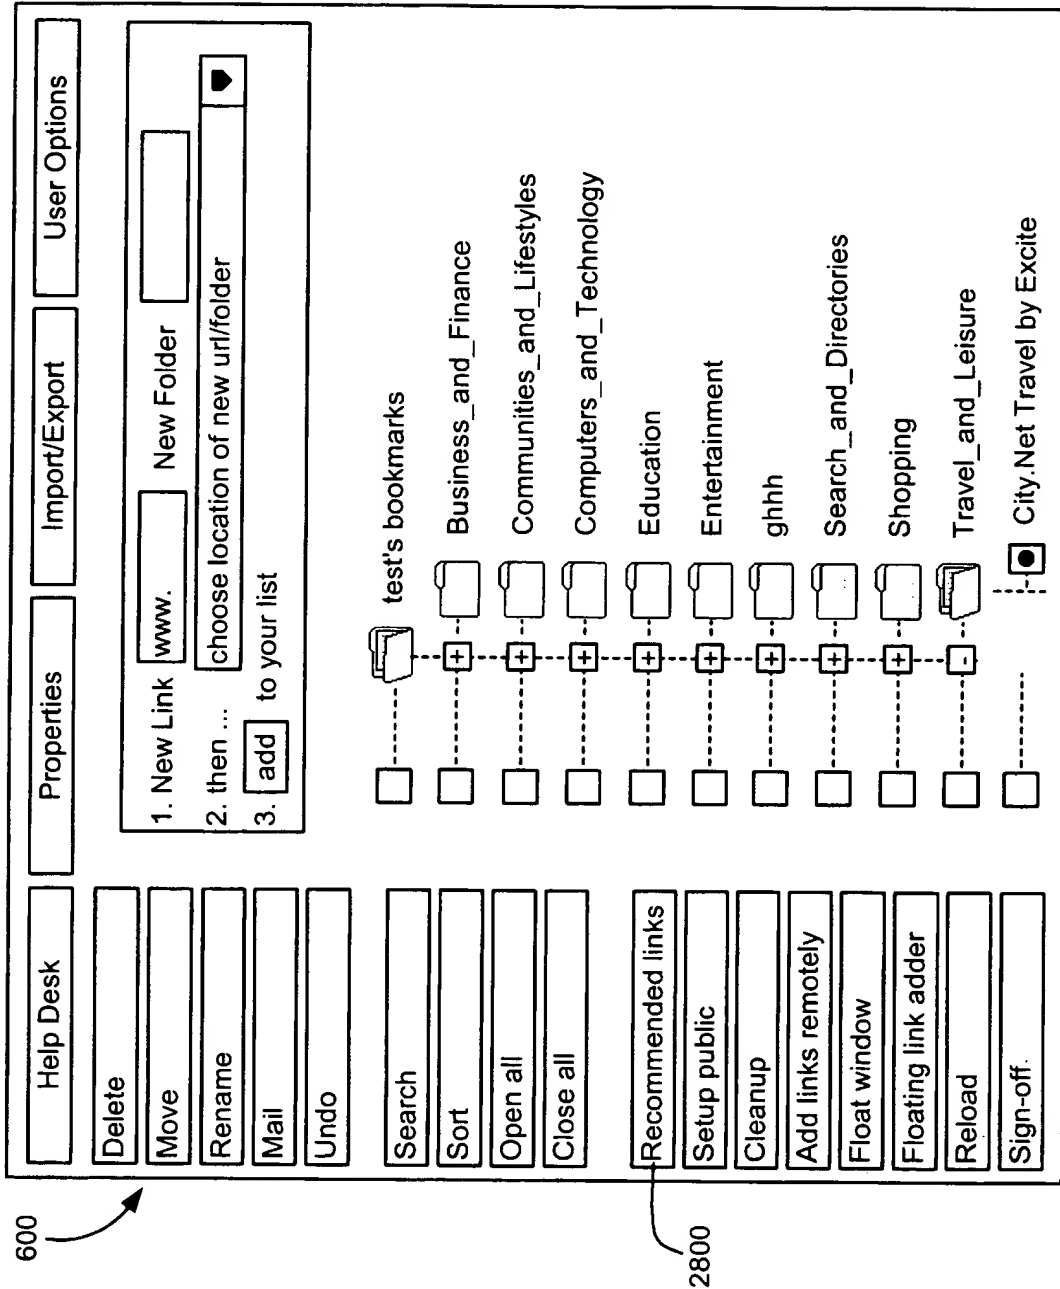 600
Help Desk
Properties
Import/Export
User Options
Delete
Move
Rename
Mail
Undo
1. New Link www. New Folder
2. then ... choose location of new url/folder
3. add to your list
Search
Sort
Open all
Close all
Recommended links
Setup public
Cleanup
Add links remotely
Float window
Floating link adder
Reload
Sign-off
2800
test's bookmarks
+ Business_and_Finance
+ Communities_and_Lifestyles
+ Computers_and_Technology
+ Education
+ Entertainment
+ ghhh
+ Search_and_Directories
+ Shopping
- Travel_and_Leisure
City.Net Travel by Excite